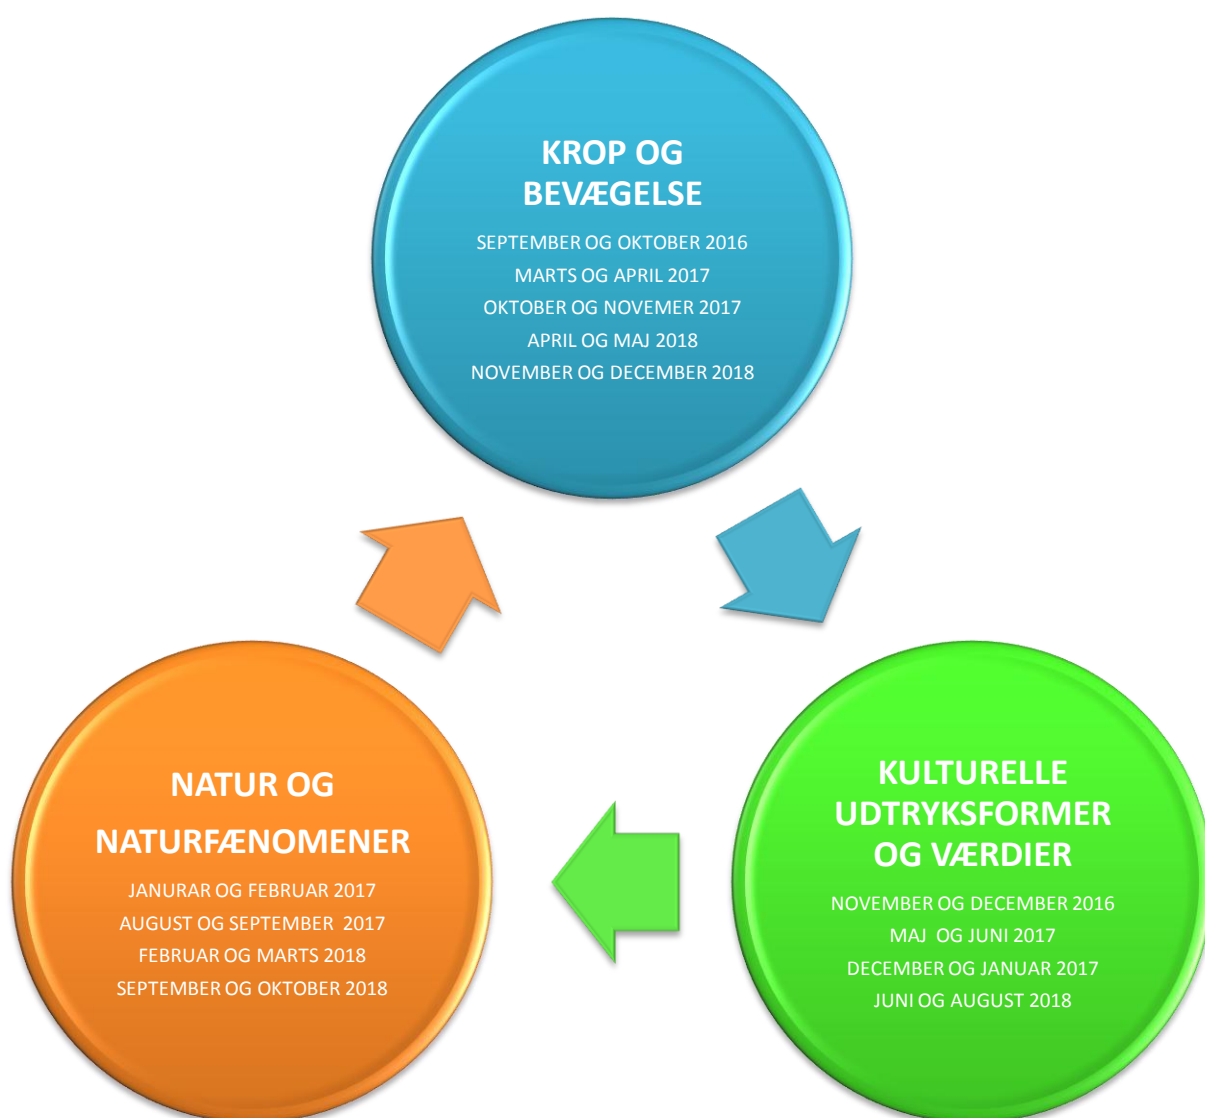 KROP OG
BEVÆGELSE
SEPTEMBER OG OKTOBER 2016
MARTS OG APRIL 2017
OKTOBER OG NOVEMER 2017
APRIL OG MAJ 2018
NOVEMBER OG DECEMBER 2018
KULTURELLE
UDTRYKSFORMER
OG VÆRDIER
NOVEMBER OG DECEMBER 2016
MAJ OG JUNI 2017
DECEMBER OG JANUAR 2017
JUNI OG AUGUST 2018
NATUR OG
NATURFÆNOMENER
JANURAR OG FEBRUAR 2017
AUGUST OG SEPTEMBER 2017
FEBRUAR OG MARTS 2018
SEPTEMBER OG OKTOBER 2018